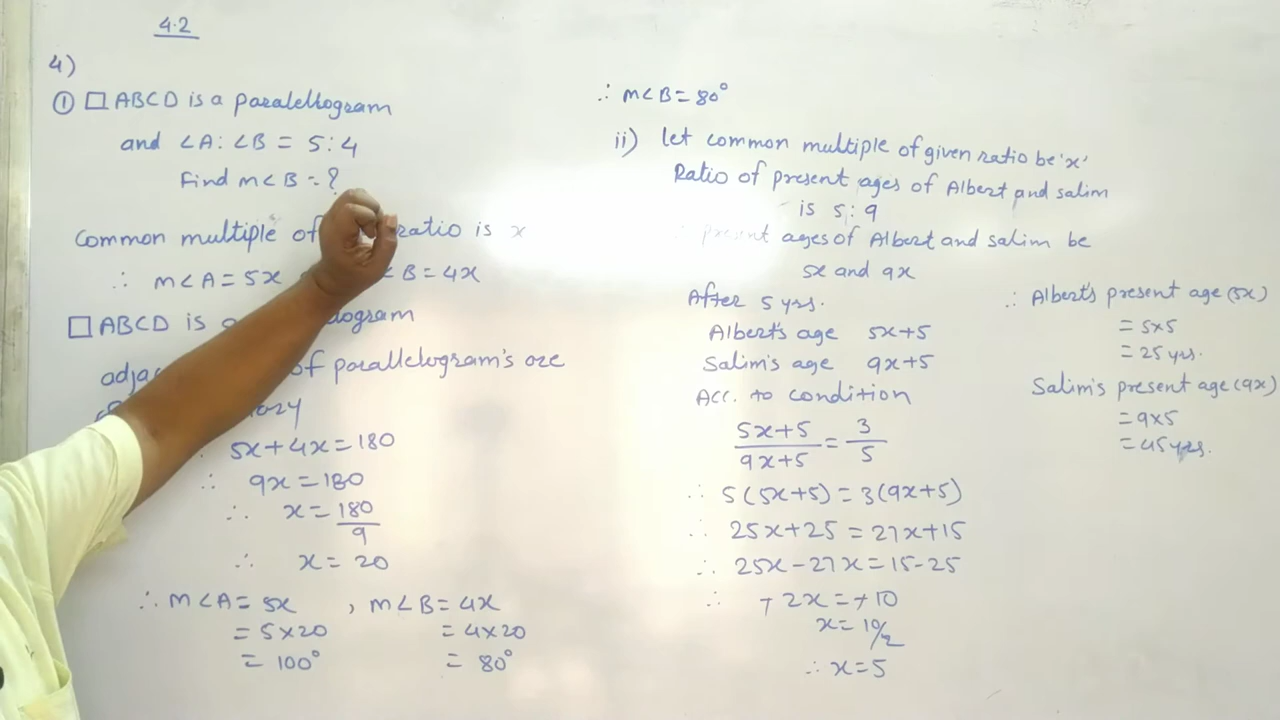 4.2
4)
① □ ABCD is a paralellogram
and ∠A : ∠B = 5:4
Find m∠B = ?
Common multiple of ratio is x
∴ m∠A = 5x ∠B = 4x
□ ABCD is
of parallelogram's are
5x+4x=180
∴ 9x = 180
∴ x = 180/9
∴ x = 20
∴ m∠A = 5x , m∠B = 4x
= 5×20 = 4×20
= 100° = 80°
∴ m∠B = 80°
ii) let common multiple of given ratio be 'x'
Ratio of present ages of Albert and salim
is 5:9
∴ present ages of Albert and salim be
5x and 9x
After 5 yrs.
Albert's age 5x+5
Salim's age 9x+5
Acc. to condition
5x+5/9x+5 = 3/5
∴ 5(5x+5) = 3(9x+5)
∴ 25x+25 = 27x+15
∴ 25x-27x=15-25
∴ +2x=+10
x=10/2
∴ x=5
∴ Albert's present age (5x)
= 5×5
= 25 yrs.
Salim's present age (9x)
= 9×5
= 45 yrs.